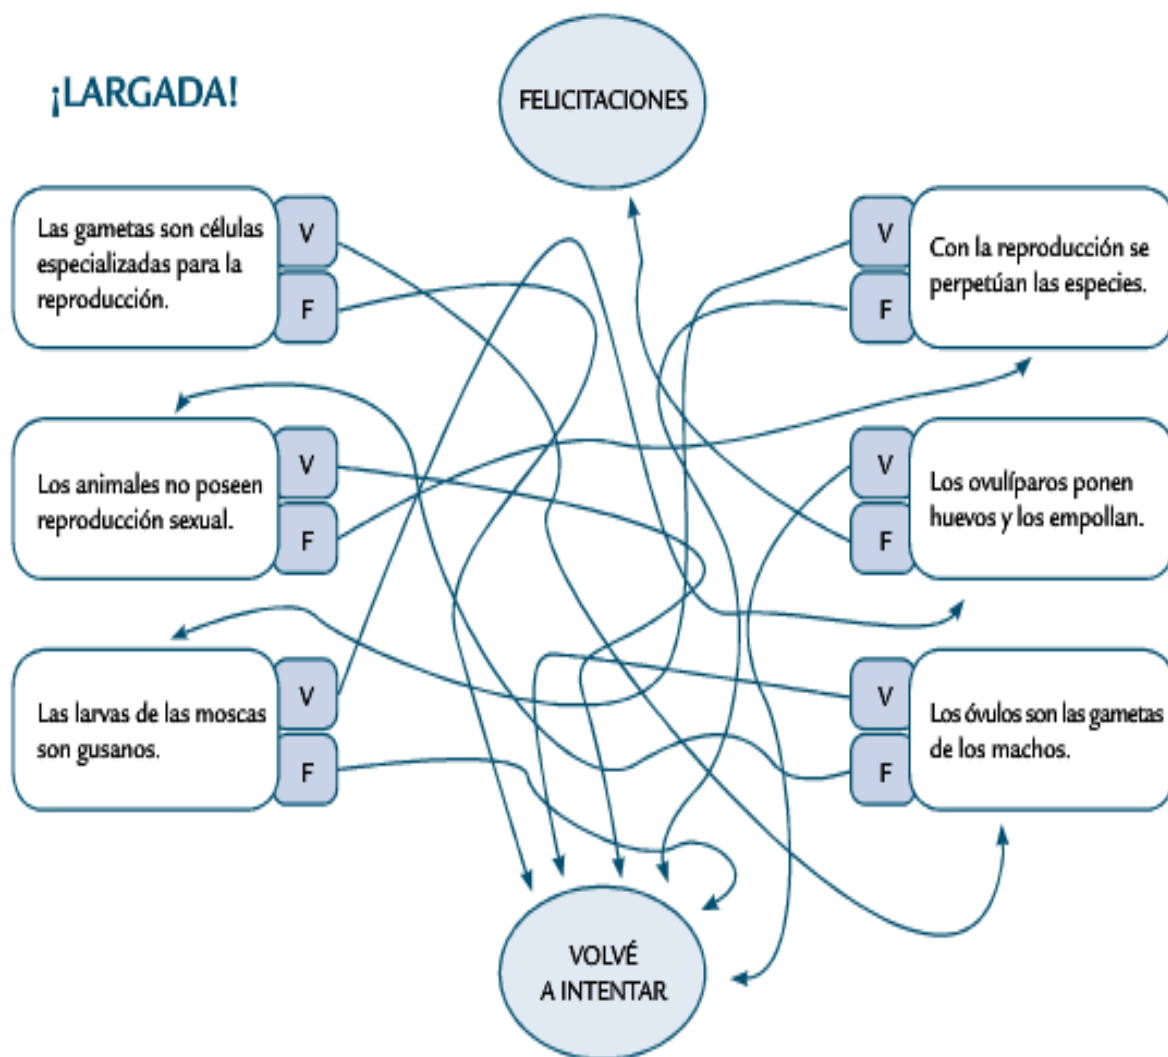 ¡LARGADA!
FELICITACIONES
Las gametas son células
especializadas para la
reproducción.
V
F
V
F
Con la reproducción se
perpetúan las especies.
Los animales no poseen
reproducción sexual.
V
F
V
F
Los ovulíparos ponen
huevos y los empollan.
Las larvas de las moscas
son gusanos.
V
F
V
F
Los óvulos son las gametas
de los machos.
VOLVÉ
A INTENTAR